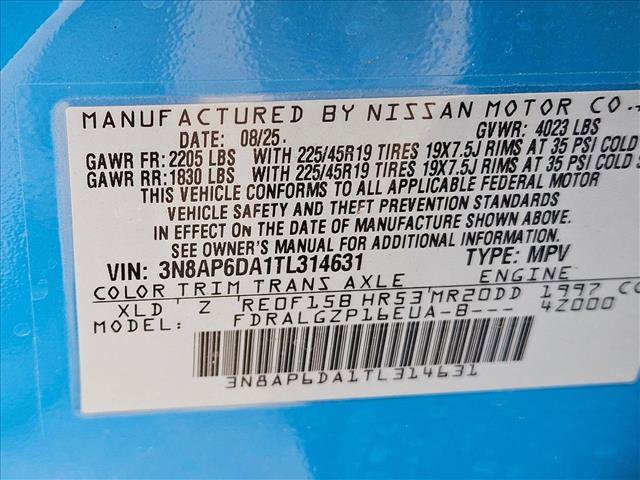 MANUFACTURED BY NISSAN MOTOR CO.,
DATE: 08/25. GVWR: 4023 LBS
GAWR FR: 2205 LBS WITH 225/45R19 TIRES 19X7.5J RIMS AT 35 PSI COLD
GAWR RR: 1830 LBS WITH 225/45R19 TIRES 19X7.5J RIMS AT 35 PSI COLD S
THIS VEHICLE CONFORMS TO ALL APPLICABLE FEDERAL MOTOR
VEHICLE SAFETY AND THEFT PREVENTION STANDARDS
IN EFFECT ON THE DATE OF MANUFACTURE SHOWN ABOVE.
SEE OWNER'S MANUAL FOR MORE INFORMATION.
VIN: 3N8AP6DA1TL314631 TYPE: MPV
COLOR TRIM TRANS AXLE ENGINE
XLD Z RE0F15B HR53 MR20DD 1997 CC
FDRALGZP16EUA-B--- 4Z000
3N8AP6DA1TL314631